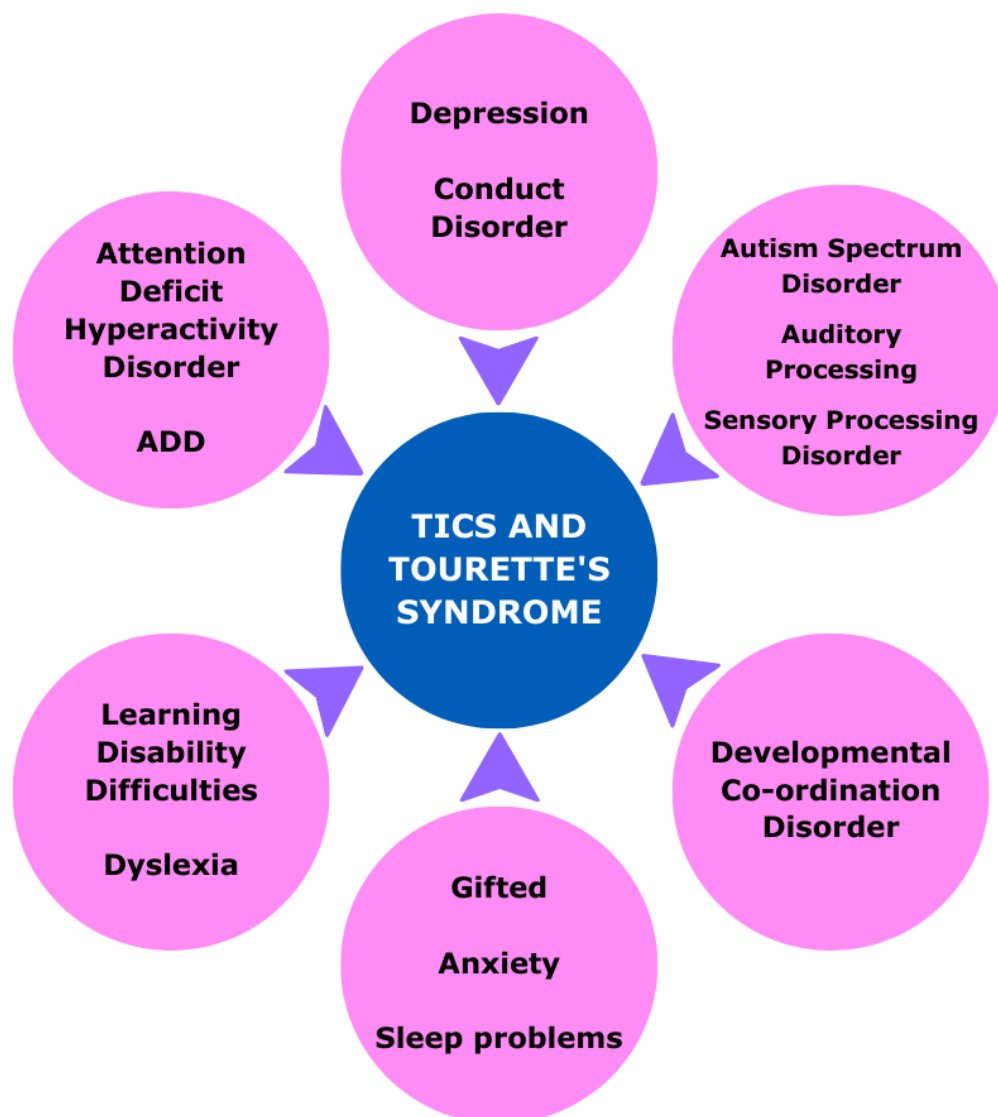 Depression
Conduct
Disorder
Attention
Deficit
Hyperactivity
Disorder
ADD
Autism Spectrum
Disorder
Auditory
Processing
Sensory Processing
Disorder
TICS AND
TOURETTE'S
SYNDROME
Learning
Disability
Difficulties
Dyslexia
Developmental
Co-ordination
Disorder
Gifted
Anxiety
Sleep problems